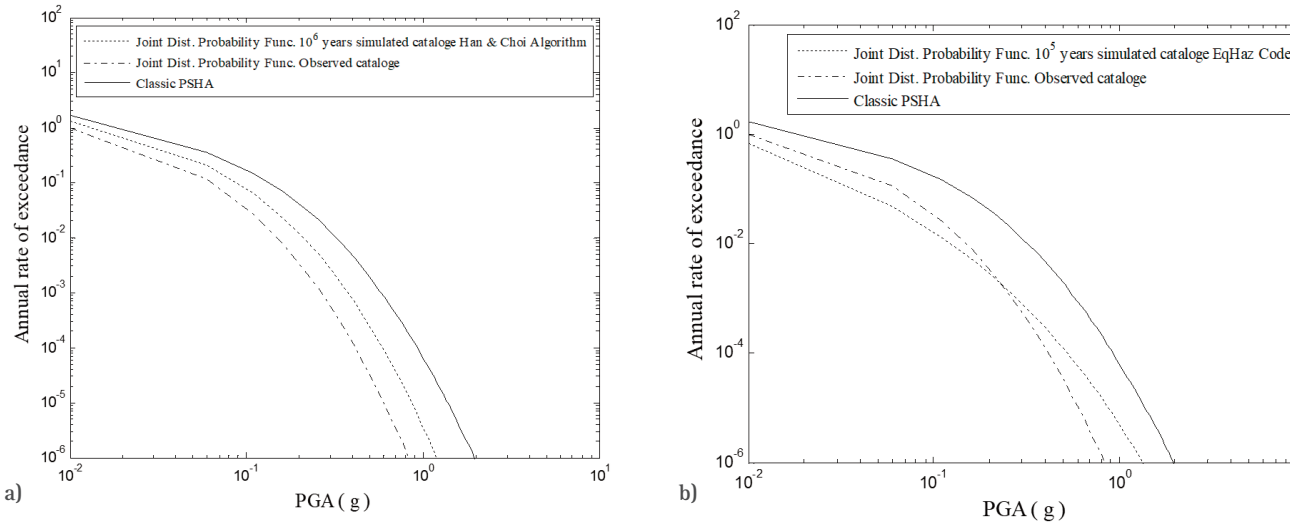 10^2
10^1
10^0
10^-1
10^-2
10^-3
10^-4
10^-5
10^-6
Annual rate of exceedance
Joint Dist. Probability Func. 10^6 years simulated cataloge Han & Choi Algorithm
Joint Dist. Probability Func. Observed cataloge
Classic PSHA
10^-2 10^-1 10^0 10^1
PGA ( g )
a)
10^2
10^0
10^-2
10^-4
10^-6
Annual rate of exceedance
Joint Dist. Probability Func. 10^5 years simulated cataloge EqHaz Code
Joint Dist. Probability Func. Observed cataloge
Classic PSHA
10^-2 10^-1 10^0
PGA ( g )
b)